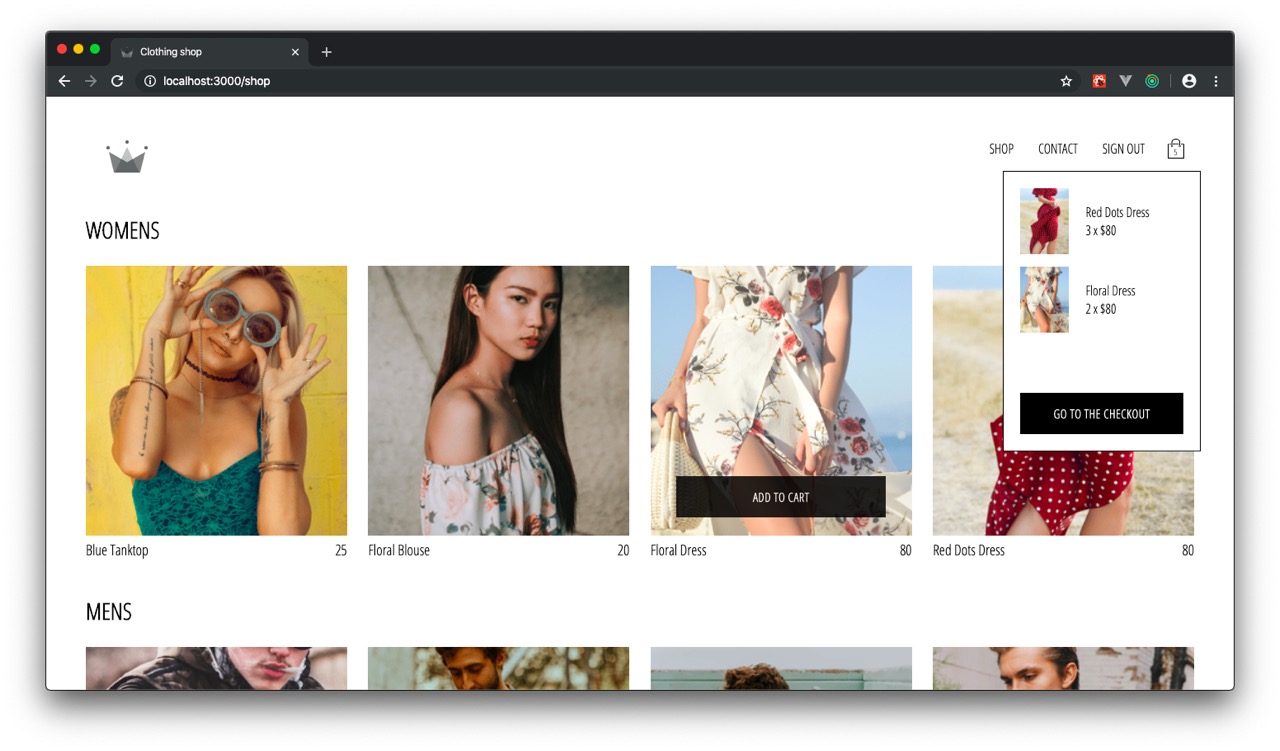 Clothing shop
localhost:3000/shop
SHOP
CONTACT
SIGN OUT
5
Red Dots Dress
3 x $80
Floral Dress
2 x $80
GO TO THE CHECKOUT
WOMENS
ADD TO CART
Blue Tanktop 25
Floral Blouse 20
Floral Dress 80
Red Dots Dress 80
MENS